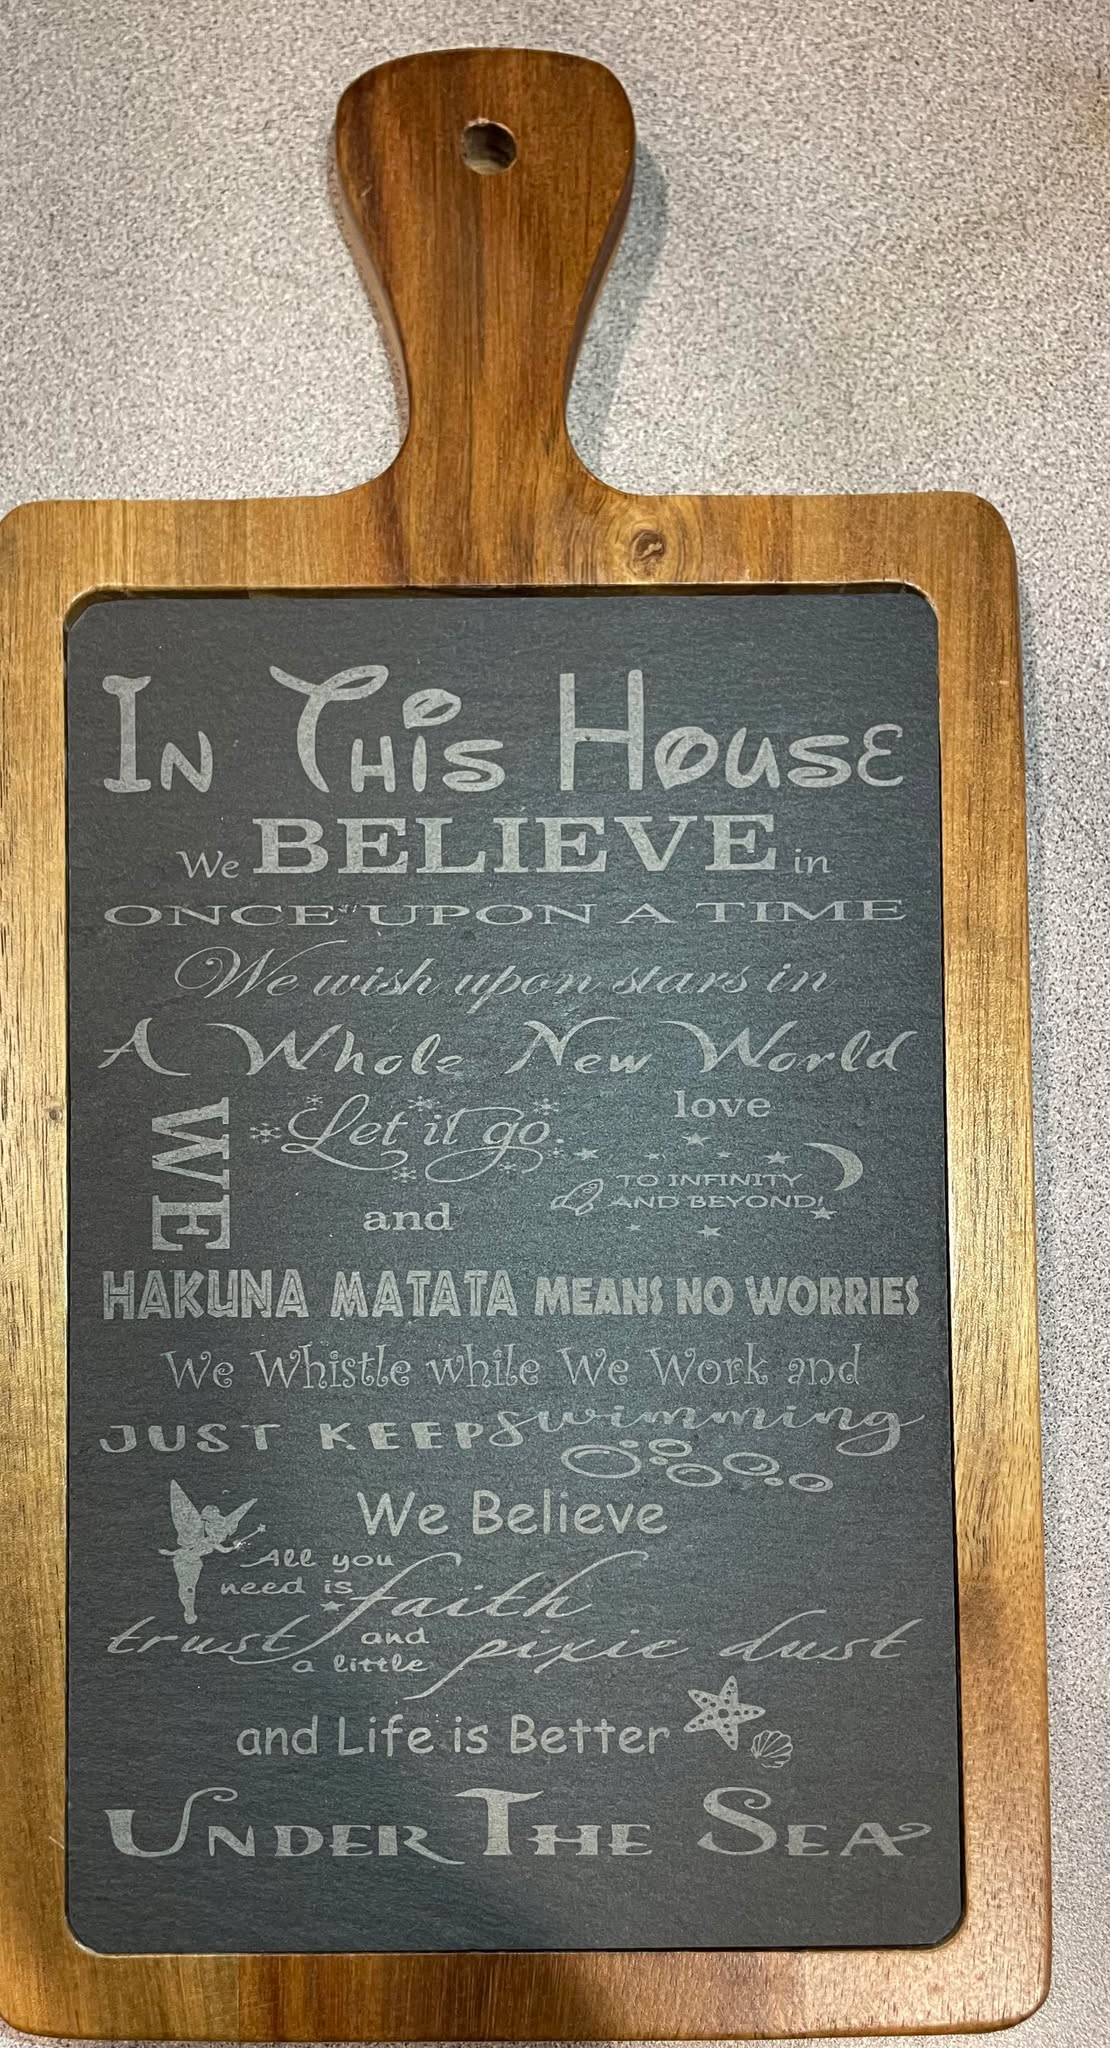 In This House
We BELIEVE in
ONCE UPON A TIME
We wish upon stars in
A Whole New World
WE
Let it go
and
love
TO INFINITY
AND BEYOND!
HAKUNA MATATA MEANS NO WORRIES
We Whistle while We Work and
JUST KEEP swimming
We Believe
All you
need is faith
trust and
a little pixie dust
and Life is Better
UNDER THE SEA